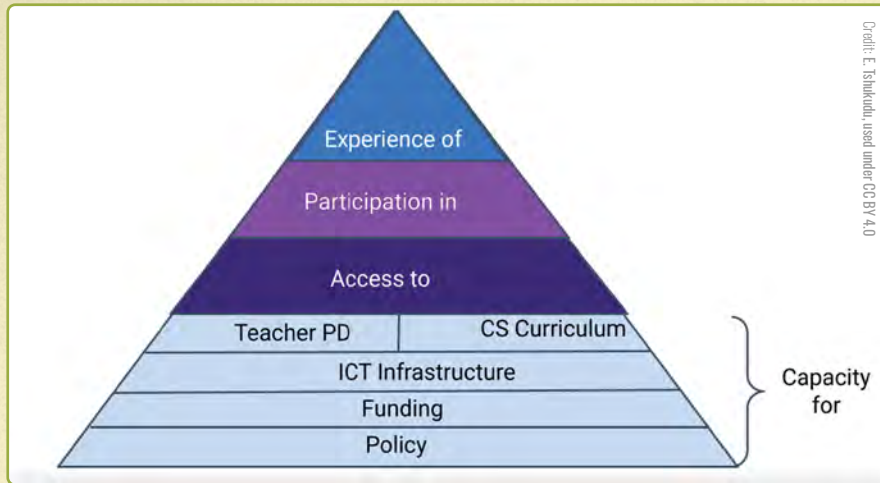 Experience of
Participation in
Access to
Teacher PD
CS Curriculum
ICT Infrastructure
Funding
Policy
Capacity
for
Credit: E. Tshukudu, used under CC BY 4.0